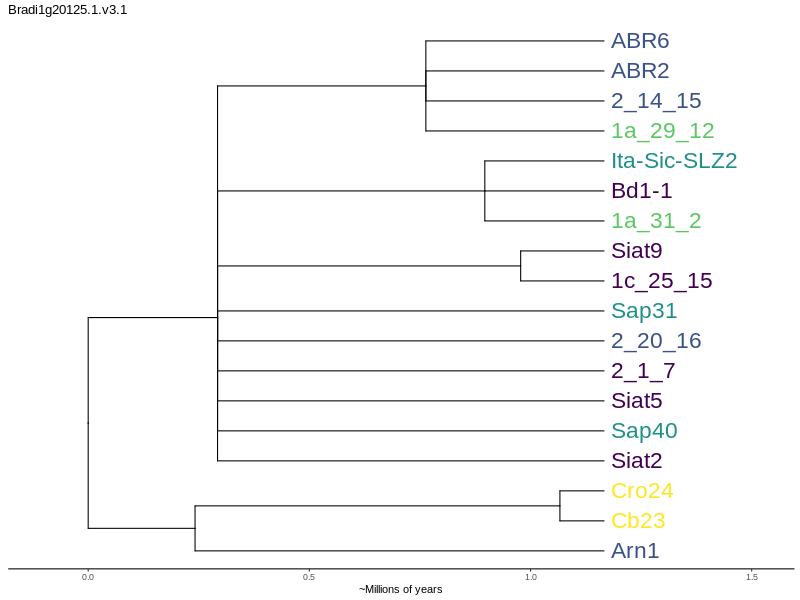 Bradi1g20125.1.v3.1
ABR6
ABR2
2_14_15
1a_29_12
Ita-Sic-SLZ2
Bd1-1
1a_31_2
Siat9
1c_25_15
Sap31
2_20_16
2_1_7
Siat5
Sap40
Siat2
Cro24
Cb23
Arn1
0.0 0.5 1.0 1.5
~Millions of years